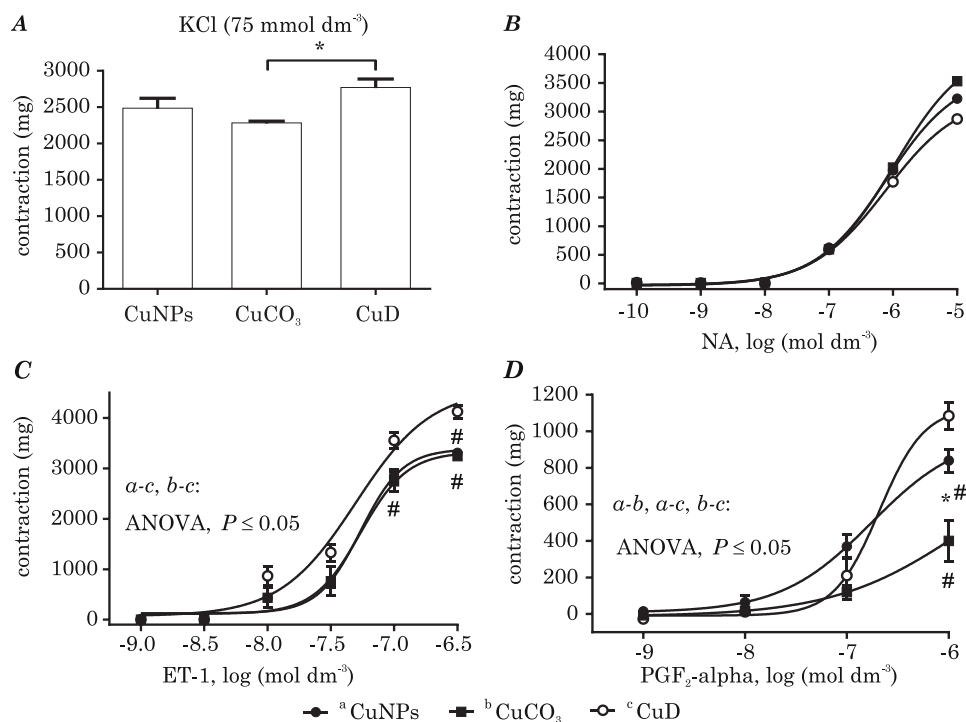 A
KCl (75 mmol dm⁻³)
*
contraction (mg)
3000
2500
2000
1500
1000
500
0
CuNPs CuCO₃ CuD
B
contraction (mg)
4000
3500
3000
2500
2000
1500
1000
500
0
-10 -9 -8 -7 -6 -5
NA, log (mol dm⁻³)
C
contraction (mg)
4000
3000
2000
1000
0
a-c, b-c:
ANOVA, P ≤ 0.05
#
#
#
-9.0 -8.5 -8.0 -7.5 -7.0 -6.5
ET-1, log (mol dm⁻³)
D
contraction (mg)
1200
1000
800
600
400
200
0
a-b, a-c, b-c:
ANOVA, P ≤ 0.05
*#
#
-9 -8 -7 -6
PGF₂-alpha, log (mol dm⁻³)
ᵃ CuNPs ᵇ CuCO₃ ᶜ CuD